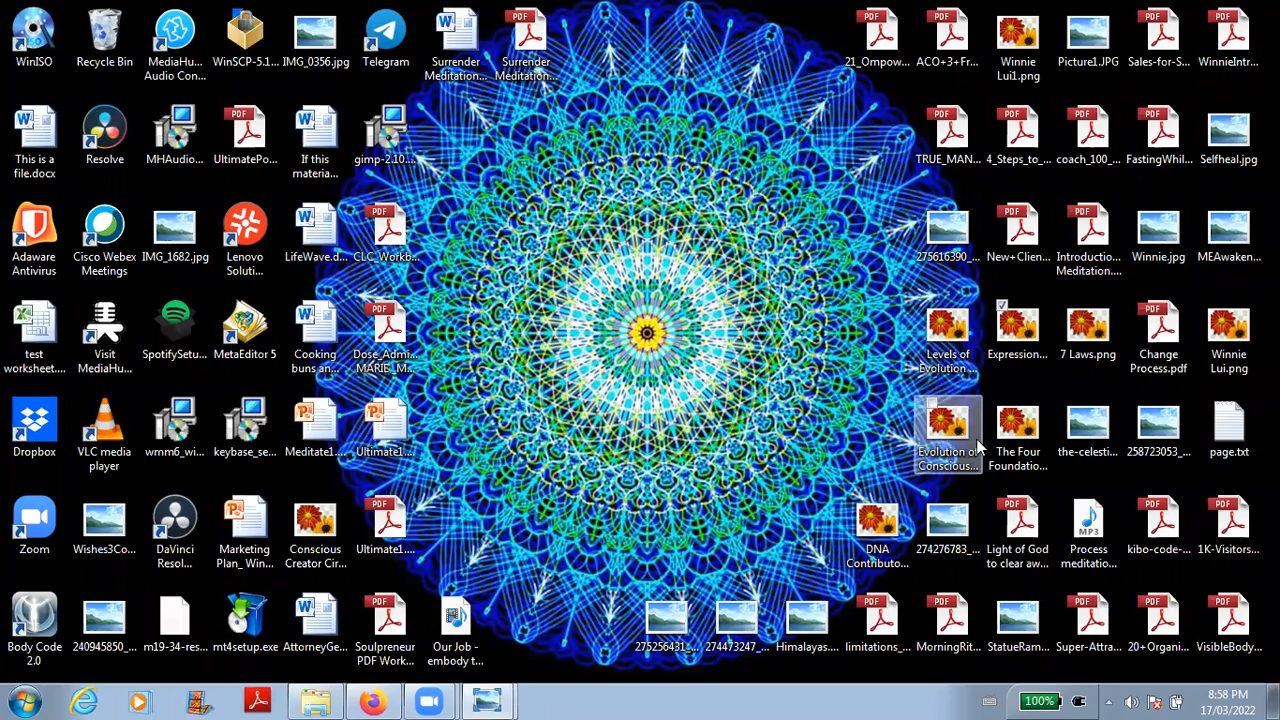 WinISO
Recycle Bin
MediaHu...
Audio Con...
WinSCP-5.1...
IMG_0356.jpg
Telegram
Surrender
Meditation...
Surrender
Meditation...
21_Ompow...
ACO+3+Fr...
Winnie
Lui1.png
Picture1.JPG
Sales-for-S...
WinnieIntr...
This is a
file.docx
Resolve
MHAudio...
UltimatePo...
If this
materia...
gimp-2.10....
TRUE_MAN...
4_Steps_to_...
coach_100_...
FastingWhil...
Selfheal.jpg
Adaware
Antivirus
Cisco Webex
Meetings
IMG_1682.jpg
Lenovo
Soluti...
LifeWave.d...
CLC_Workb...
275616390_...
New+Clien...
Introduction...
Meditation....
Winnie.jpg
MEAwaken...
test
worksheet....
Visit
MediaHu...
SpotifySetu...
MetaEditor 5
Cooking
buns an...
Dose_Admi...
MARIE_M...
Levels of
Evolution ...
Expression...
7 Laws.png
Change
Process.pdf
Winnie
Lui.png
Dropbox
VLC media
player
wmm6_wi...
keybase_se...
Meditate1....
Ultimate1....
Evolution of
Conscious...
The Four
Foundatio...
the-celesti...
258723053_...
page.txt
Zoom
Wishes3Co...
DaVinci
Resol...
Marketing
Plan_ Win...
Conscious
Creator Cir...
Ultimate1....
DNA
Contributo...
274276783_...
Light of God
to clear aw...
Process
meditatio...
kibo-code-...
1K-Visitors...
Body Code
2.0
240945850_...
m19-34-res...
mt4setup.exe
AttorneyGe...
Soulpreneur
PDF Work...
Our Job -
embody t...
275256431_...
274473247_...
Himalayas....
limitations_...
MorningRit...
StatueRam...
Super-Attra...
20+Organi...
VisibleBody...
100%
8:58 PM
17/03/2022